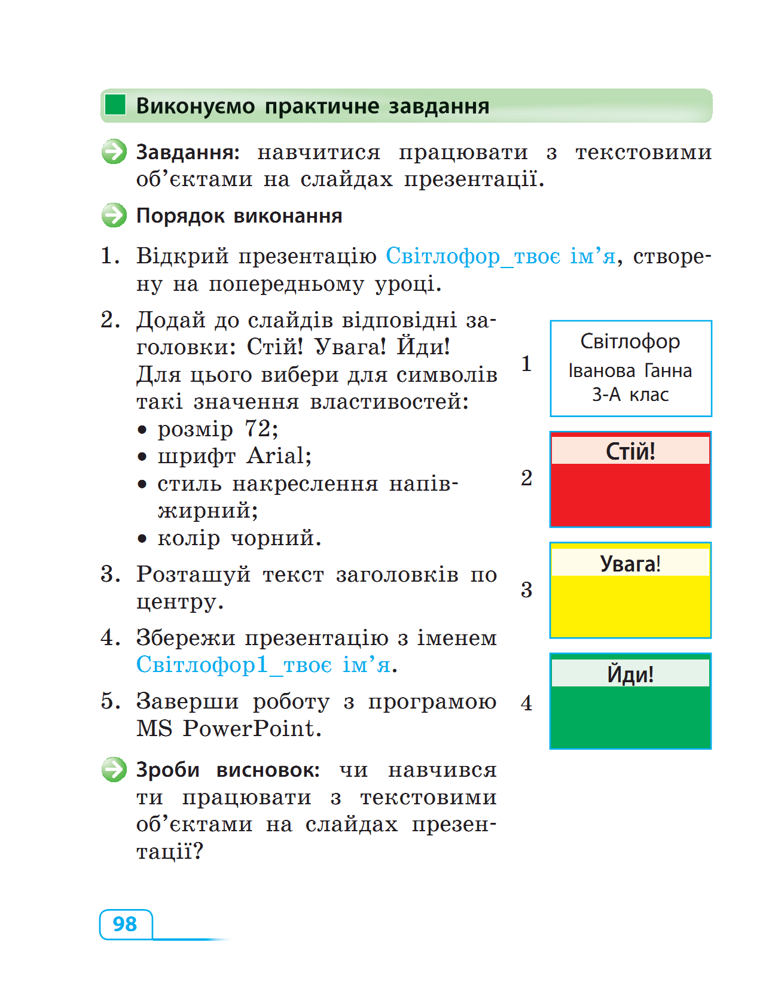 Виконуємо практичне завдання
Завдання: навчитися працювати з текстовими
об’єктами на слайдах презентації.
Порядок виконання
1. Відкрий презентацію Світлофор_твоє ім’я, створе-
ну на попередньому уроці.
2. Додай до слайдів відповідні за-
головки: Стій! Увага! Йди!
Для цього вибери для символів
такі значення властивостей:
• розмір 72;
• шрифт Arial;
• стиль накреслення напів-
жирний;
• колір чорний.
3. Розташуй текст заголовків по
центру.
4. Збережи презентацію з іменем
Світлофор1_твоє ім’я.
5. Заверши роботу з програмою
MS PowerPoint.
Зроби висновок: чи навчився
ти працювати з текстовими
об’єктами на слайдах презен-
тації?
1
Світлофор
Іванова Ганна
3-А клас
2
Стій!
3
Увага!
4
Йди!
98